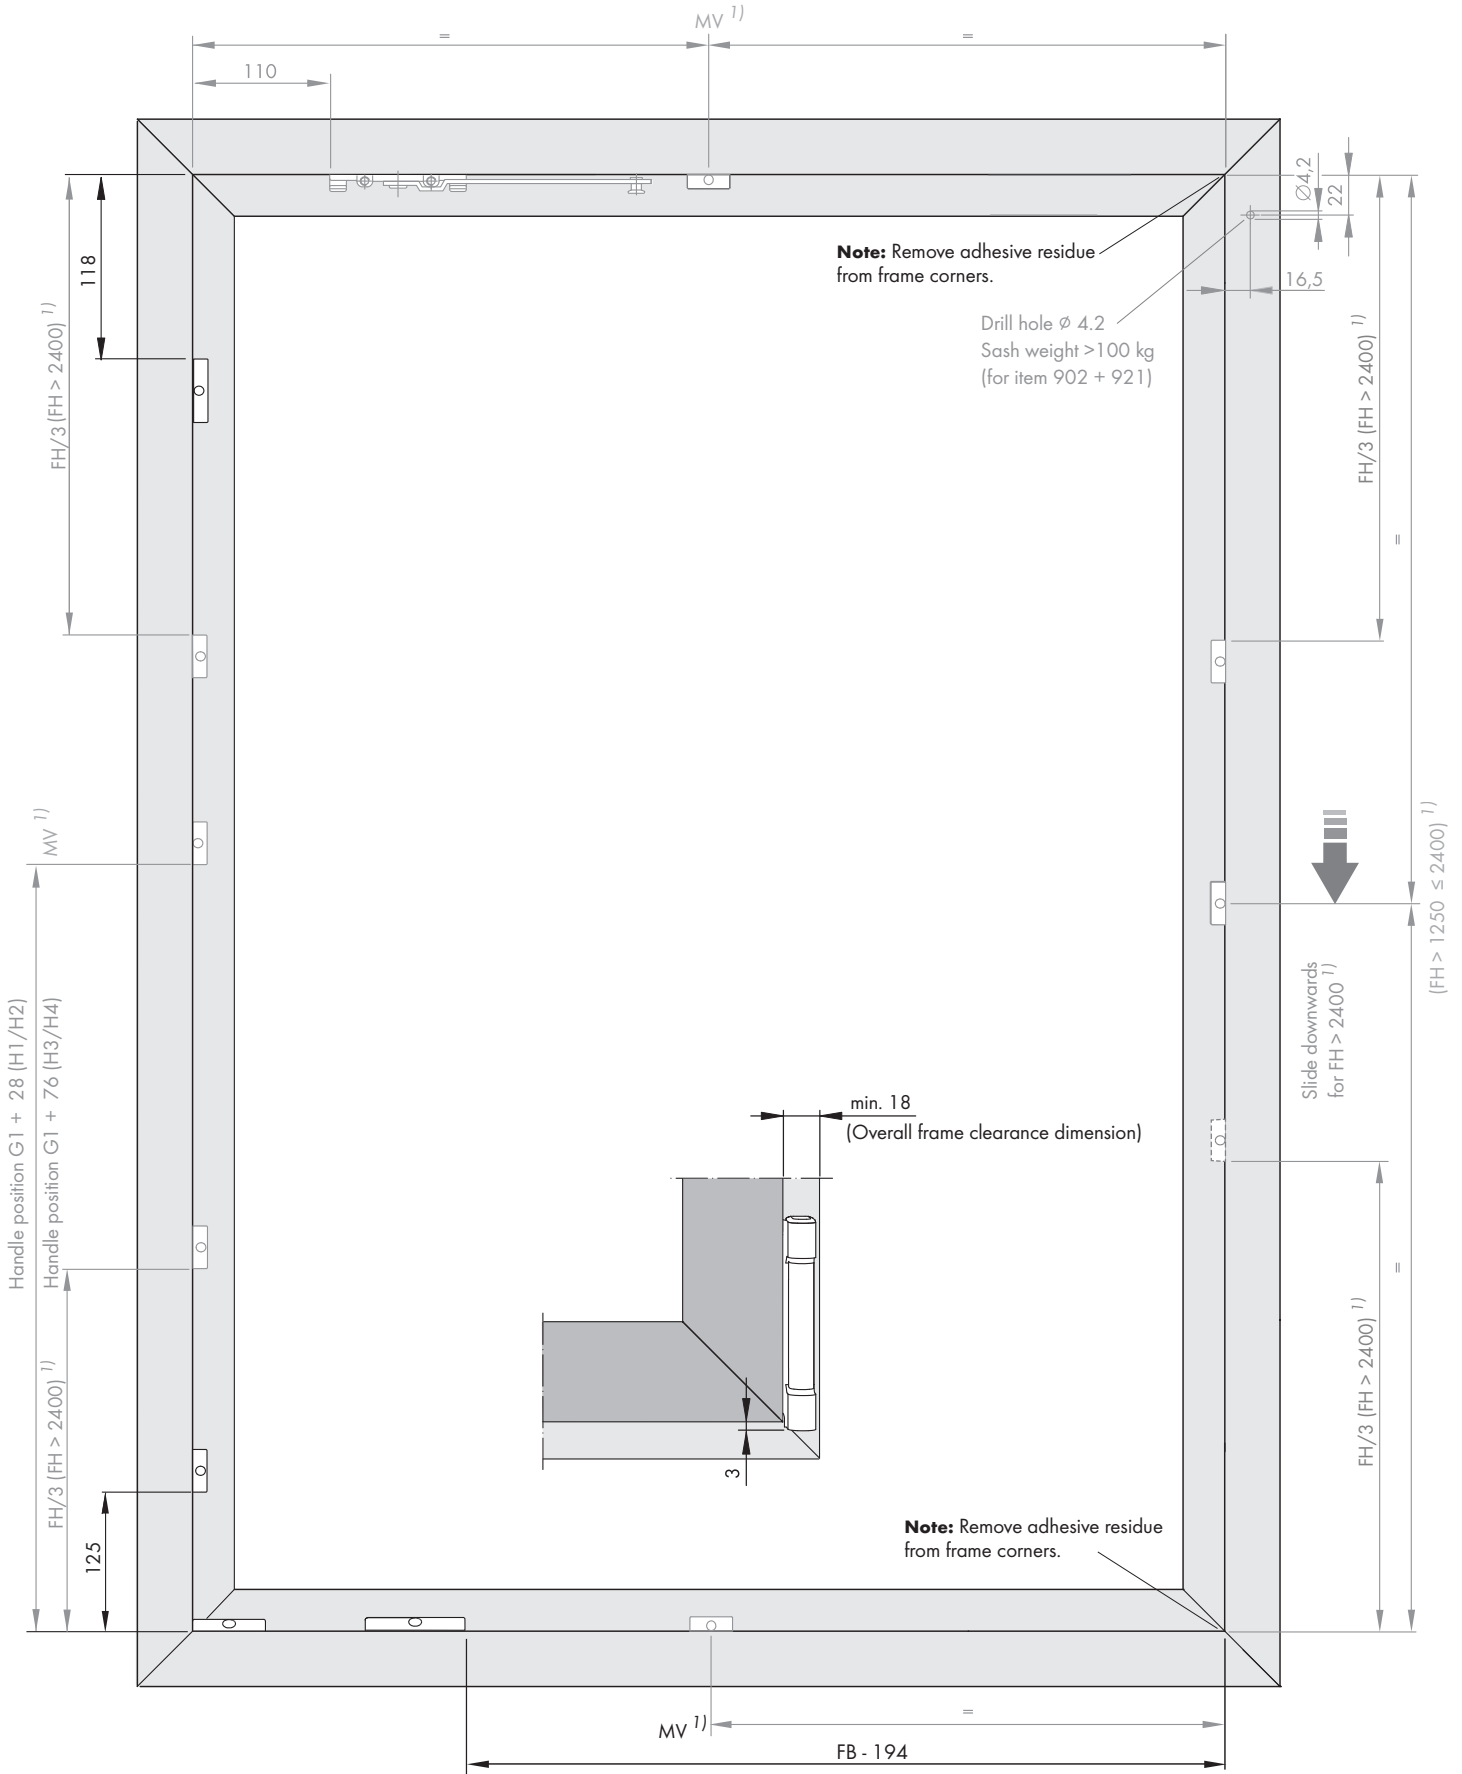 MV 1)
=
=
110
Ø4,2
22
118
Note: Remove adhesive residue
from frame corners.
16,5
Drill hole Ø 4.2
Sash weight >100 kg
(for item 902 + 921)
FH/3 (FH > 2400) 1)
FH/3 (FH > 2400) 1)
=
MV 1)
(FH > 1250 ≤ 2400) 1)
Slide downwards
for FH > 2400 1)
Handle position G1 + 28 (H1/H2)
Handle position G1 + 76 (H3/H4)
min. 18
(Overall frame clearance dimension)
=
FH/3 (FH > 2400) 1)
FH/3 (FH > 2400) 1)
3
125
Note: Remove adhesive residue
from frame corners.
MV 1)
=
FB - 194